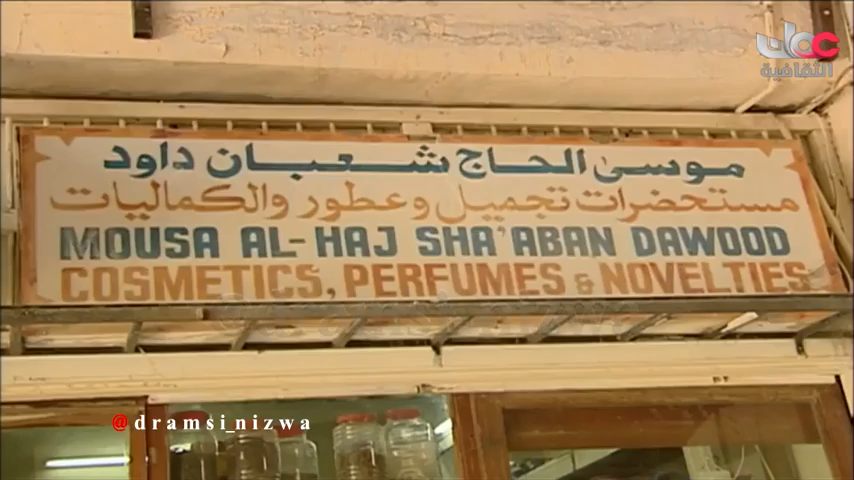 عمان
الثقافية
موسى الحاج شعبان داود
مستحضرات تجميل وعطور والكماليات
MOUSA AL-HAJ SHA'ABAN DAWOOD
COSMETICS, PERFUMES & NOVELTIES
@dramsi_nizwa